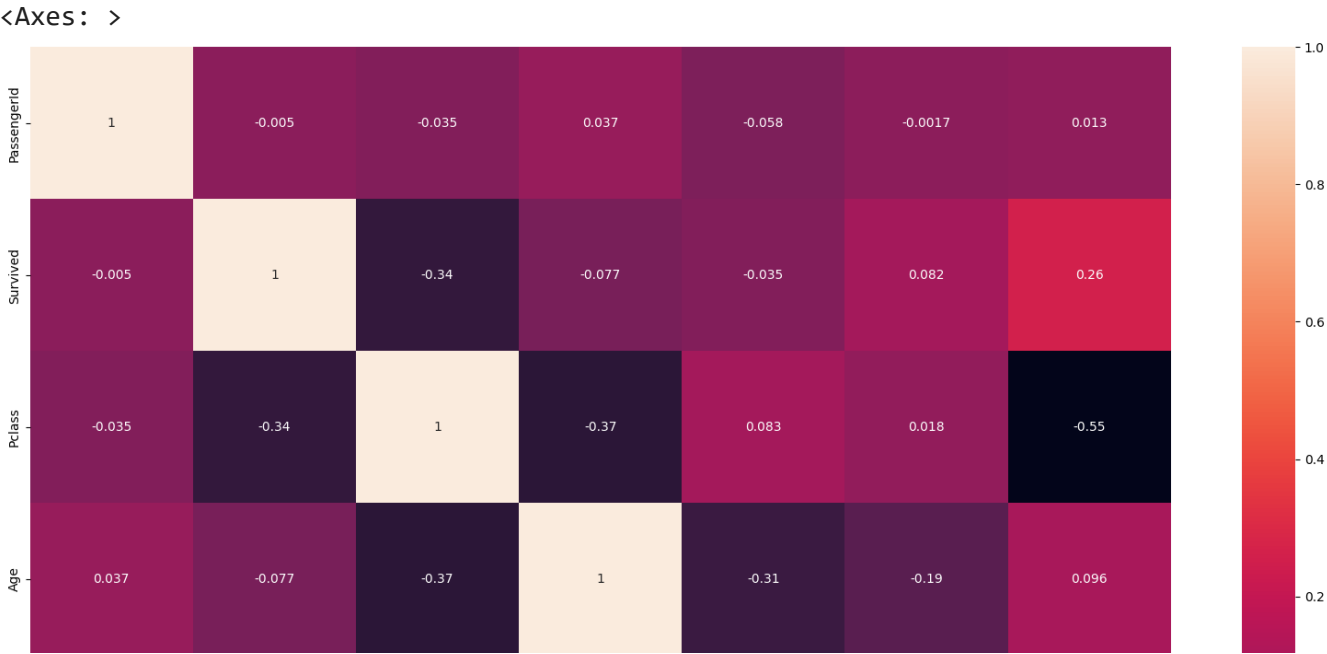 <Axes: >
PassengerId 1 -0.005 -0.035 0.037 -0.058 -0.0017 0.013
Survived -0.005 1 -0.34 -0.077 -0.035 0.082 0.26
Pclass -0.035 -0.34 1 -0.37 0.083 0.018 -0.55
Age 0.037 -0.077 -0.37 1 -0.31 -0.19 0.096
1.0
0.8
0.6
0.4
0.2